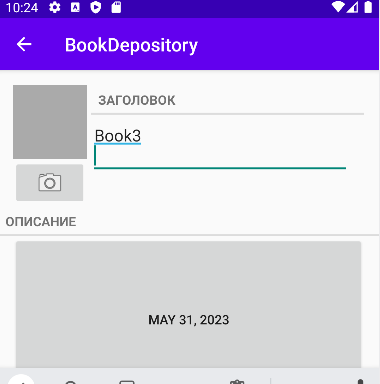 10:24
BookDepository
ЗАГОЛОВОК
Book3
ОПИСАНИЕ
MAY 31, 2023